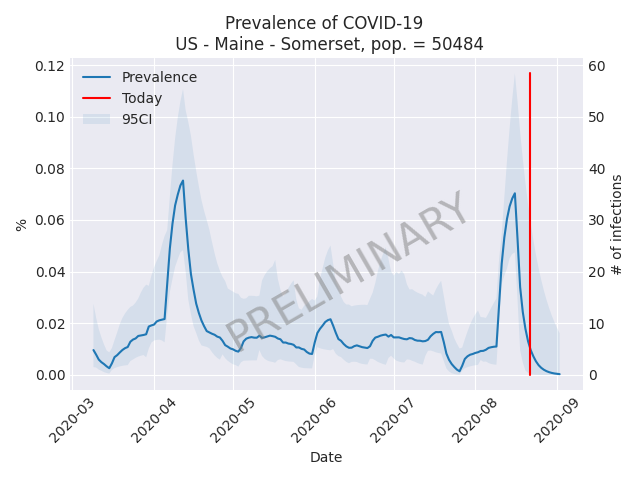 Prevalence of COVID-19
US - Maine - Somerset, pop. = 50484
Prevalence
Today
95CI
0.12
0.10
0.08
0.06
0.04
0.02
0.00
%
60
50
40
30
20
10
0
# of infections
PRELIMINARY
2020-03
2020-04
2020-05
2020-06
2020-07
2020-08
2020-09
Date